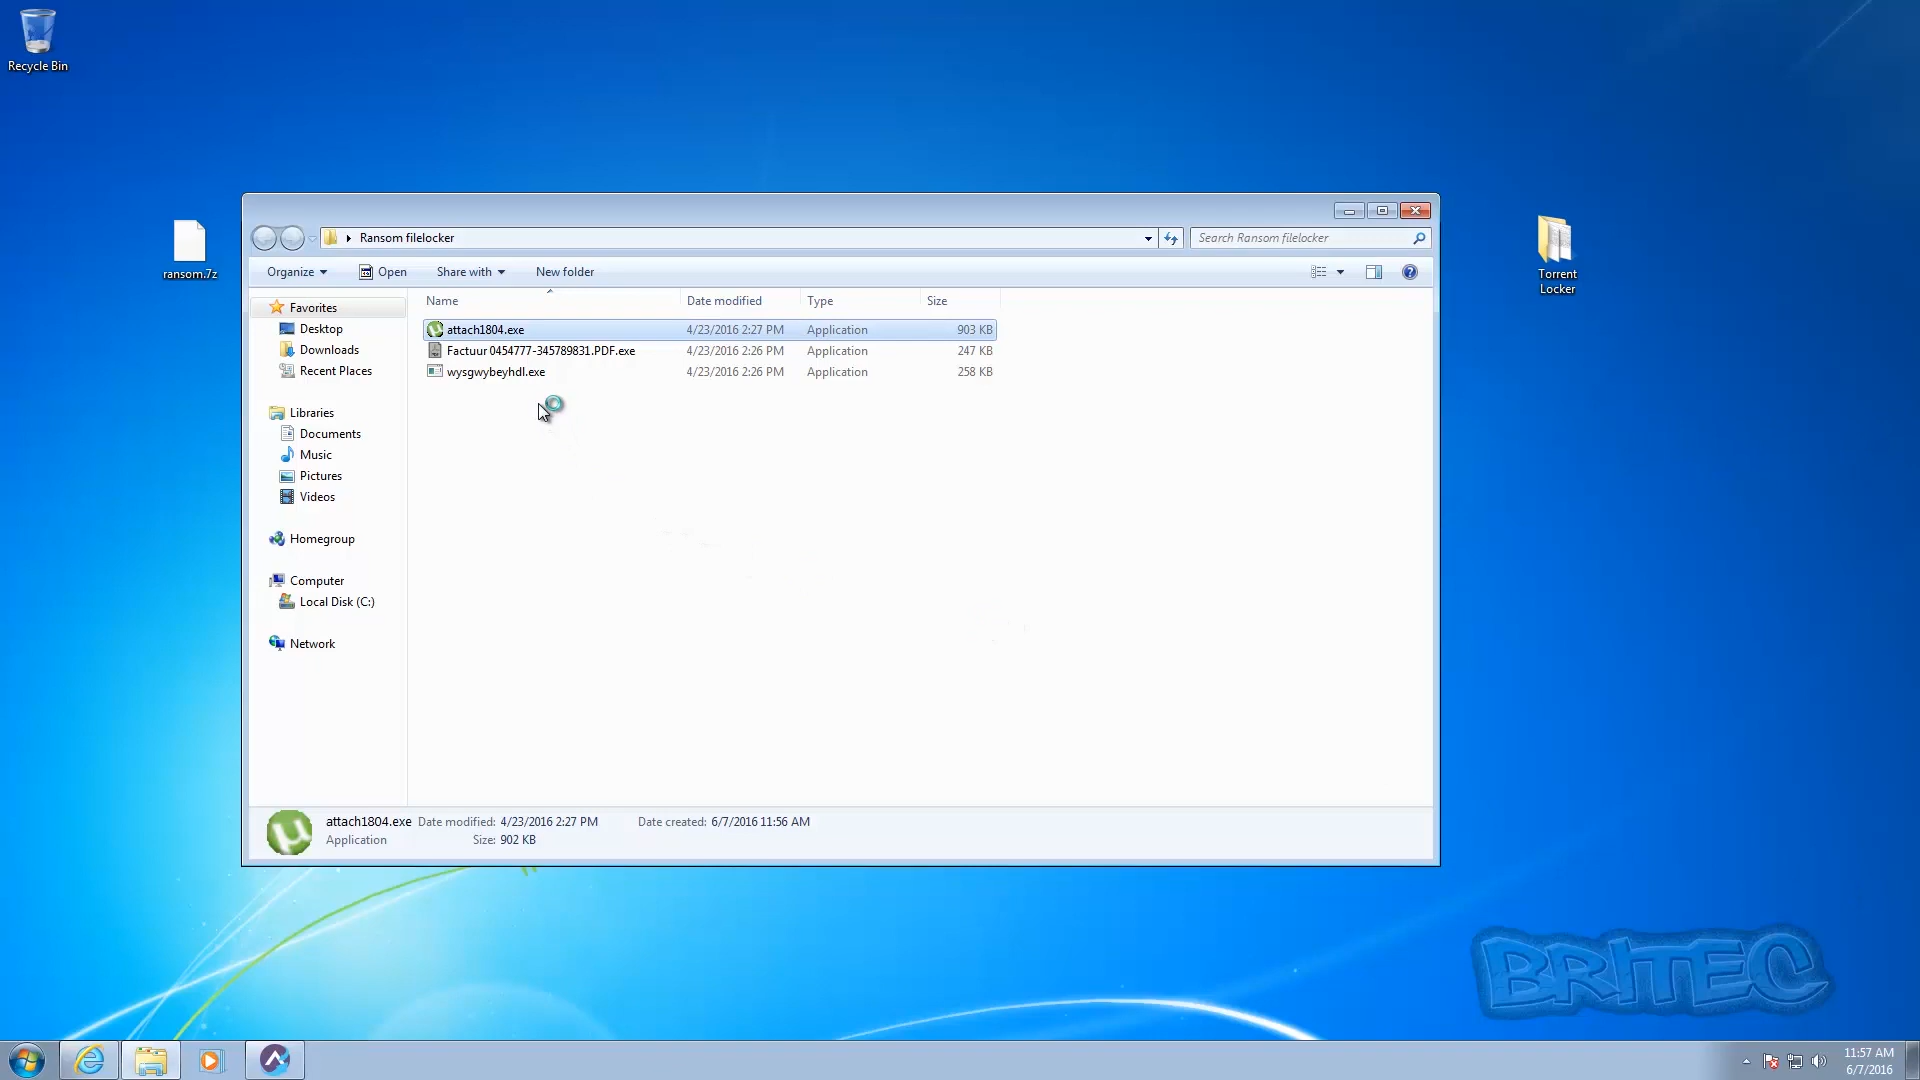 Recycle Bin
ransom.7z
Torrent
Locker
Ransom filelocker
Search Ransom filelocker
Organize Open Share with New folder
Name Date modified Type Size
attach1804.exe 4/23/2016 2:27 PM Application 903 KB
Factuur 0454777-345789831.PDF.exe 4/23/2016 2:26 PM Application 247 KB
wysgwybeyhdl.exe 4/23/2016 2:26 PM Application 258 KB
Favorites
Desktop
Downloads
Recent Places
Libraries
Documents
Music
Pictures
Videos
Homegroup
Computer
Local Disk (C:)
Network
attach1804.exe Date modified: 4/23/2016 2:27 PM Date created: 6/7/2016 11:56 AM
Application Size: 902 KB
BRITEC
11:57 AM
6/7/2016